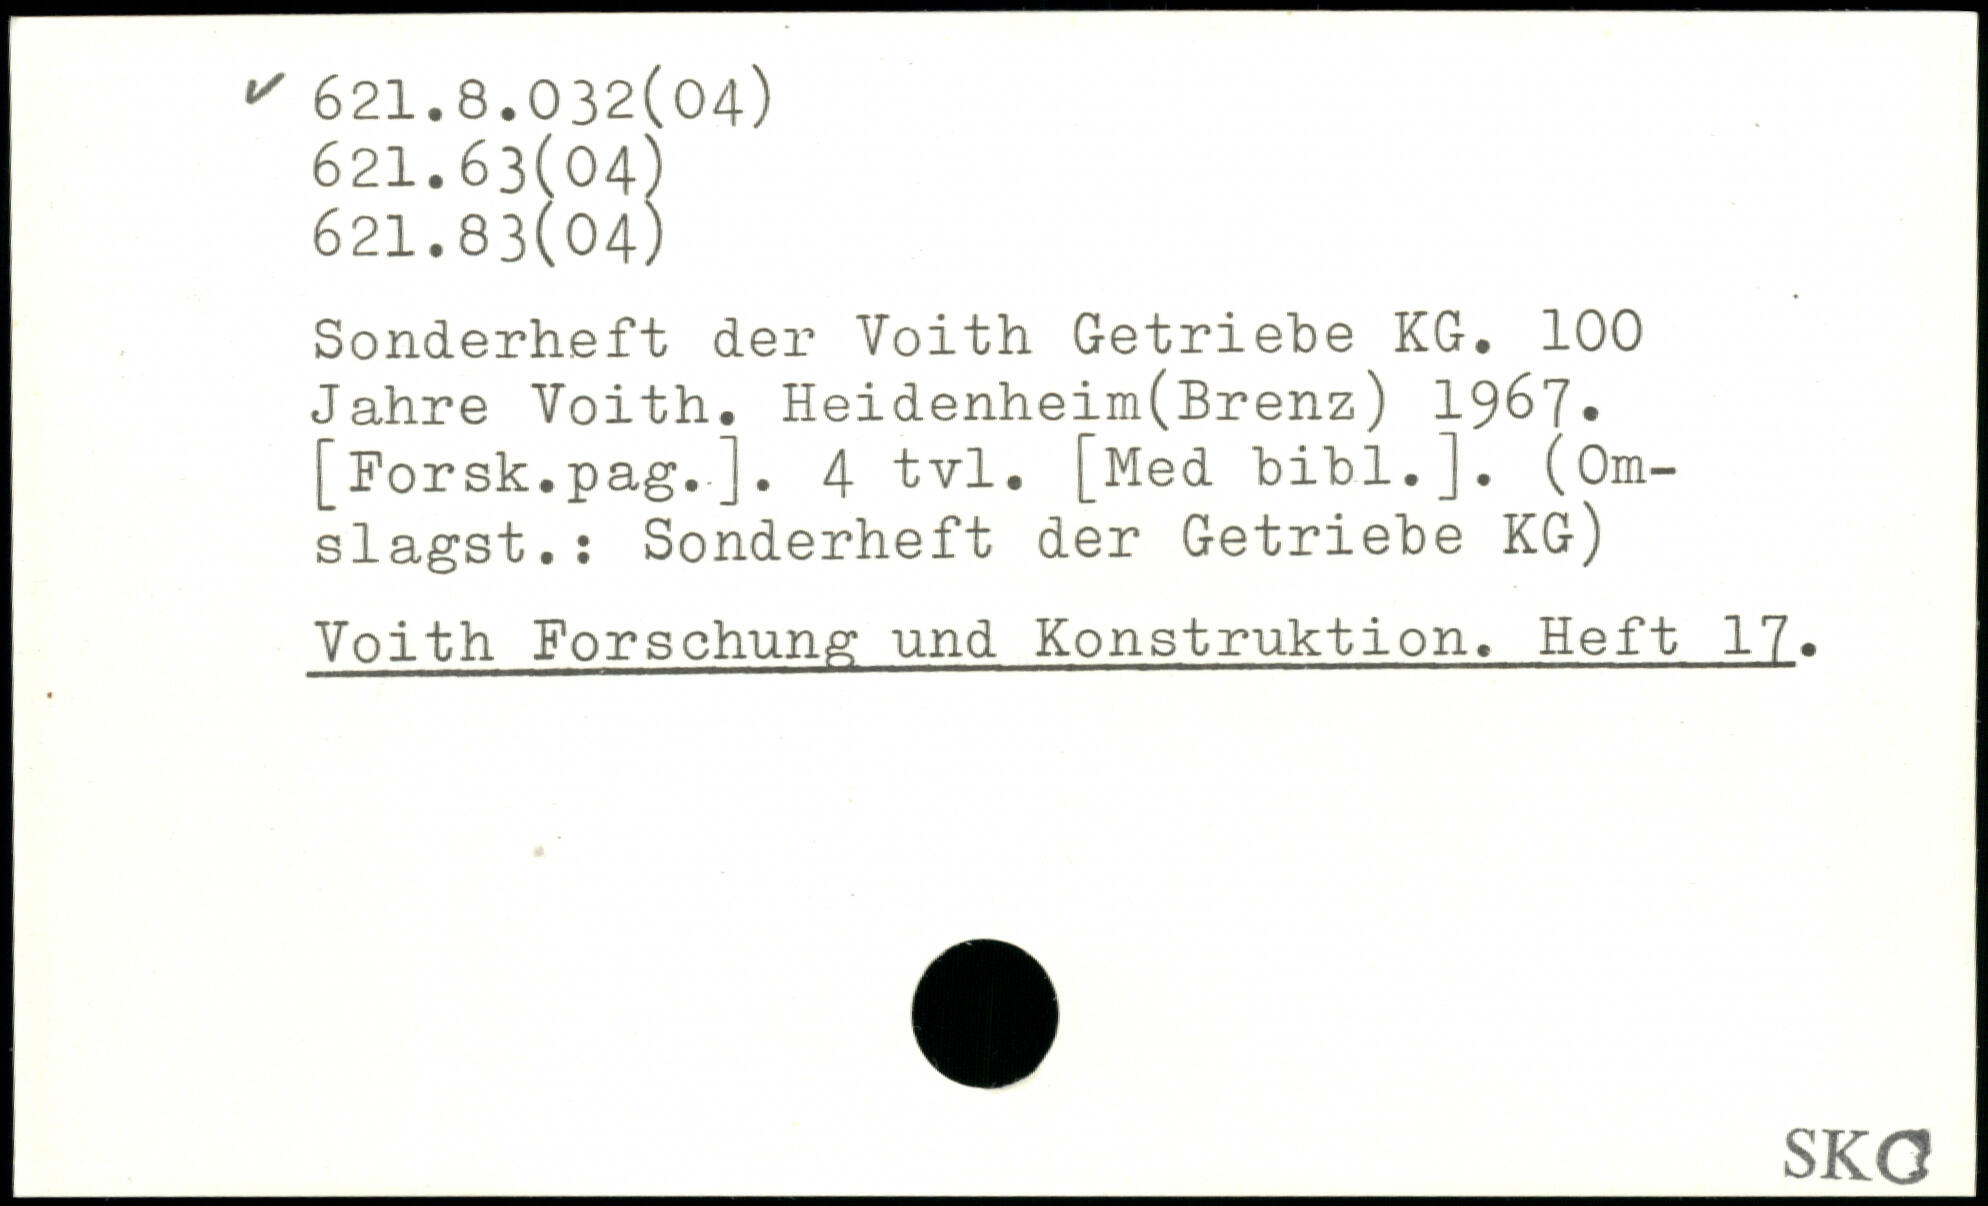 ✓ 621.8.032(04)
621.63(04)
621.83(04)
Sonderheft der Voith Getriebe KG. 100
Jahre Voith. Heidenheim(Brenz) 1967.
[Forsk.pag.]. 4 tvl. [Med bibl.]. (Om-
slagst.: Sonderheft der Getriebe KG)
Voith Forschung und Konstruktion. Heft 17.